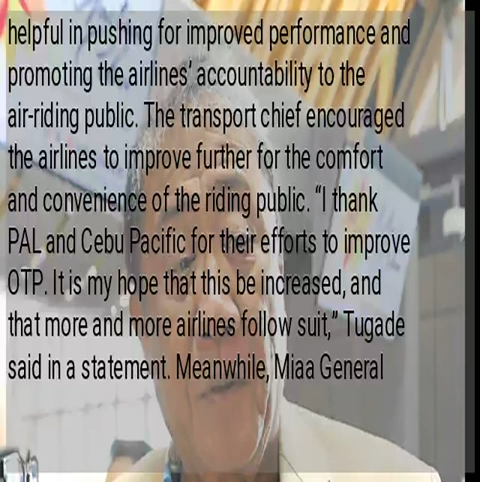 helpful in pushing for improved performance and
promoting the airlines’ accountability to the
air-riding public. The transport chief encouraged
the airlines to improve further for the comfort
and convenience of the riding public. “I thank
PAL and Cebu Pacific for their efforts to improve
OTP. It is my hope that this be increased, and
that more and more airlines follow suit,” Tugade
said in a statement. Meanwhile, Miaa General